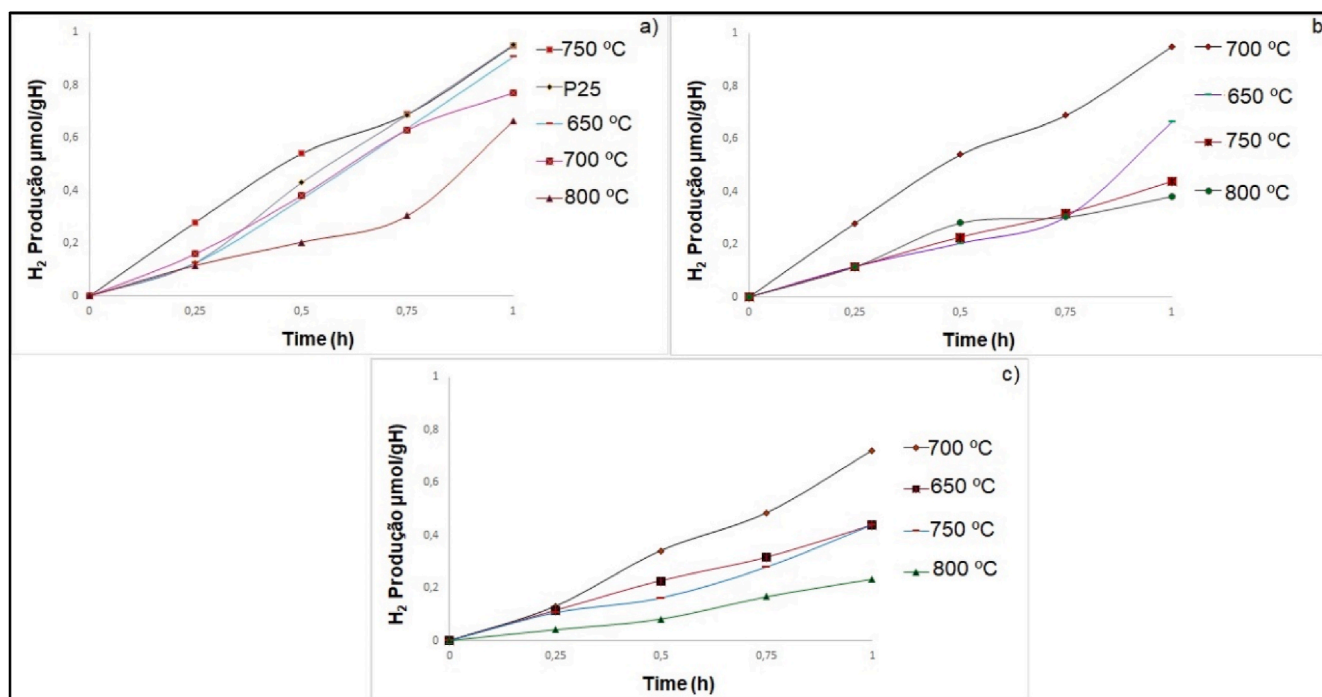 a)
H₂ Produção µmol/gH
1
0,8
0,6
0,4
0,2
0
0 0,25 0,5 0,75 1
Time (h)
750 ºC
P25
650 ºC
700 ºC
800 ºC
b)
H₂ Produção µmol/gH
1
0,8
0,6
0,4
0,2
0
0 0,25 0,5 0,75 1
Time (h)
700 ºC
650 ºC
750 ºC
800 ºC
c)
H₂ Produção µmol/gH
1
0,8
0,6
0,4
0,2
0
0 0,25 0,5 0,75 1
Time (h)
700 ºC
650 ºC
750 ºC
800 ºC